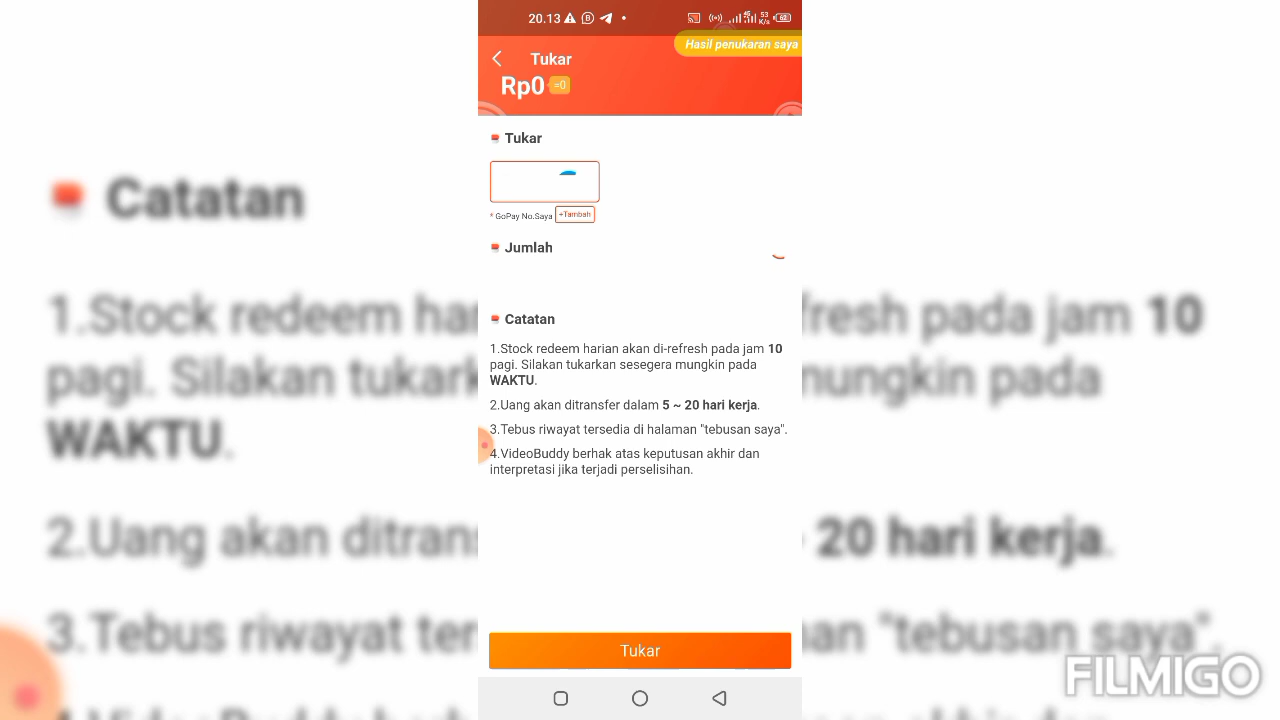 20.13
4G
53
K/s
62
Hasil penukaran saya
Tukar
Rp0 =0
Tukar
* GoPay No.Saya +Tambah
Jumlah
Catatan
1.Stock redeem harian akan di-refresh pada jam 10
pagi. Silakan tukarkan sesegera mungkin pada
WAKTU.
2.Uang akan ditransfer dalam 5 ~ 20 hari kerja.
3.Tebus riwayat tersedia di halaman "tebusan saya".
4.VideoBuddy berhak atas keputusan akhir dan
interpretasi jika terjadi perselisihan.
Tukar
Catatan
1.Stock redeem har
fresh pada jam 10
pagi. Silakan tukark
mungkin pada
WAKTU.
2.Uang akan ditrans
20 hari kerja.
3.Tebus riwayat ter
an "tebusan saya".
FILMIGO